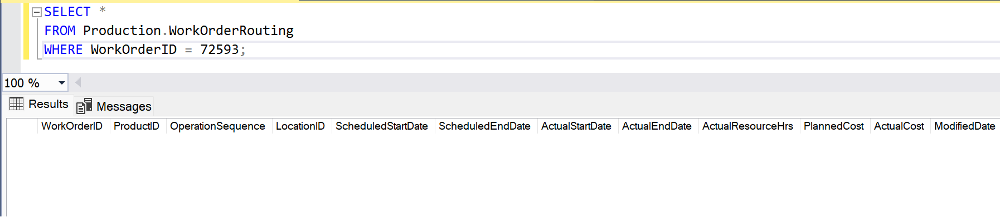 SELECT *
FROM Production.WorkOrderRouting
WHERE WorkOrderID = 72593;
100 %
Results Messages
WorkOrderID ProductID OperationSequence LocationID ScheduledStartDate ScheduledEndDate ActualStartDate ActualEndDate ActualResourceHrs PlannedCost ActualCost ModifiedDate